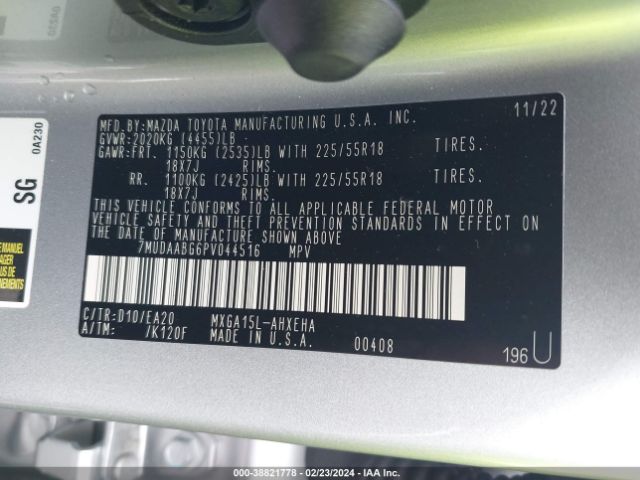 MFD.BY:MAZDA TOYOTA MANUFACTURING U.S.A. INC. 11/22
GVWR:2020KG (4455)LB
GAWR:FRT. 1150KG (2535)LB WITH 225/55R18 TIRES.
18X7J RIMS.
RR. 1100KG (2425)LB WITH 225/55R18 TIRES.
18X7J RIMS.
THIS VEHICLE CONFORMS TO ALL APPLICABLE FEDERAL MOTOR
VEHICLE SAFETY AND THEFT PREVENTION STANDARDS IN EFFECT ON
THE DATE OF MANUFACTURE SHOWN ABOVE
7MUDAABG6PV044516 MPV
C/TR:D10/EA20 MXGA15L-AHXEHA
A/TM: /K120F MADE IN U.S.A. 00408
196U
0A230
SG
MANUEL
000-38821778 - 02/23/2024 - IAA Inc.